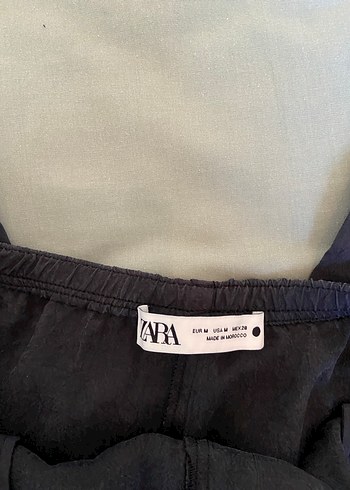 ZARA
EUR M USA M MEX 28
MADE IN MOROCCO